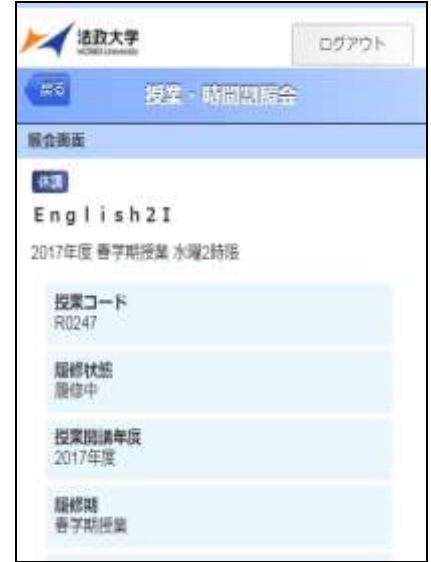 法政大学
HOSEI University
ログアウト
戻る
授業・時間割照会
照会画面
休講
English2I
2017年度 春学期授業 水曜2時限
授業コード
R0247
履修状態
履修中
授業開講年度
2017年度
履修期
春学期授業